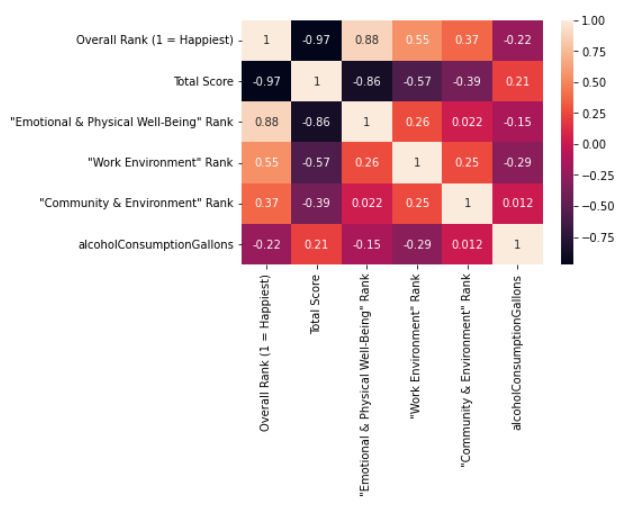 Overall Rank (1 = Happiest)
1 -0.97 0.88 0.55 0.37 -0.22
Total Score
-0.97 1 -0.86 -0.57 -0.39 0.21
"Emotional & Physical Well-Being" Rank
0.88 -0.86 1 0.26 0.022 -0.15
"Work Environment" Rank
0.55 -0.57 0.26 1 0.25 -0.29
"Community & Environment" Rank
0.37 -0.39 0.022 0.25 1 0.012
alcoholConsumptionGallons
-0.22 0.21 -0.15 -0.29 0.012 1
Overall Rank (1 = Happiest)
Total Score
"Emotional & Physical Well-Being" Rank
"Work Environment" Rank
"Community & Environment" Rank
alcoholConsumptionGallons
1.00
0.75
0.50
0.25
0.00
-0.25
-0.50
-0.75